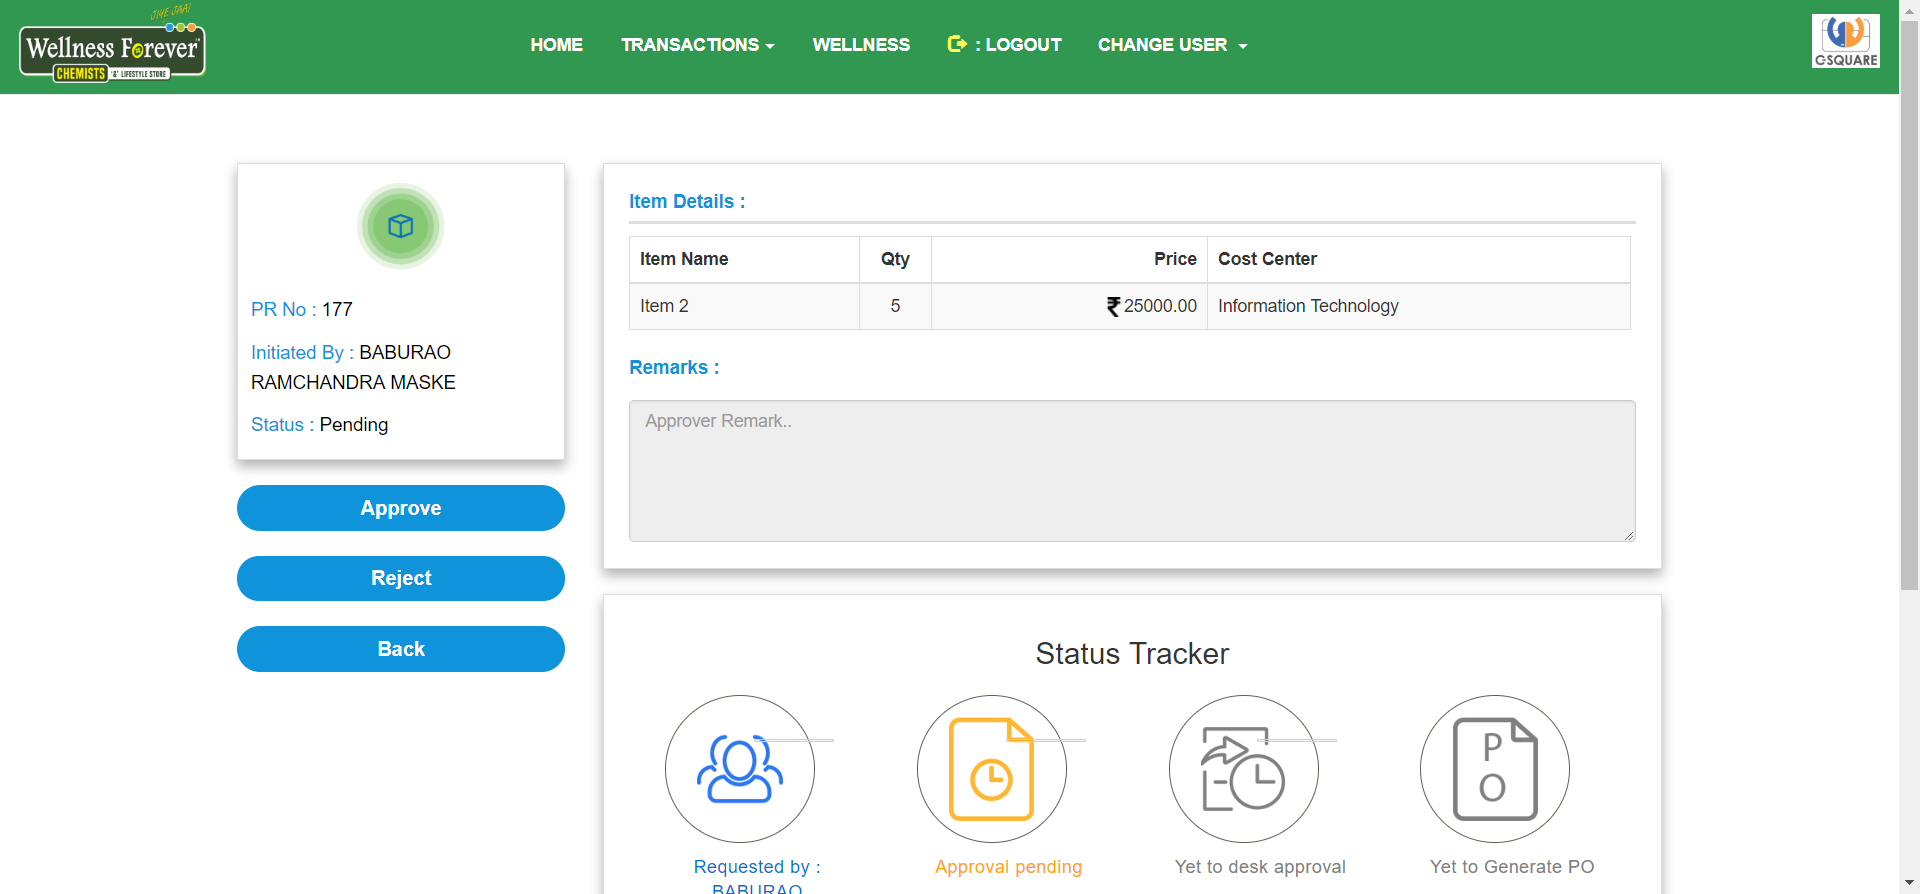 JIYE JAA!
Wellness Forever
CHEMISTS '&' LIFESTYLE STORE
HOME
TRANSACTIONS
WELLNESS
: LOGOUT
CHANGE USER
C-SQUARE
PR No : 177
Initiated By : BABURAO
RAMCHANDRA MASKE
Status : Pending
Approve
Reject
Back
Item Details :
Item Name Qty Price Cost Center
Item 2 5 ₹ 25000.00 Information Technology
Remarks :
Approver Remark..
Status Tracker
P
O
Requested by :
BABURAO
Approval pending
Yet to desk approval
Yet to Generate PO